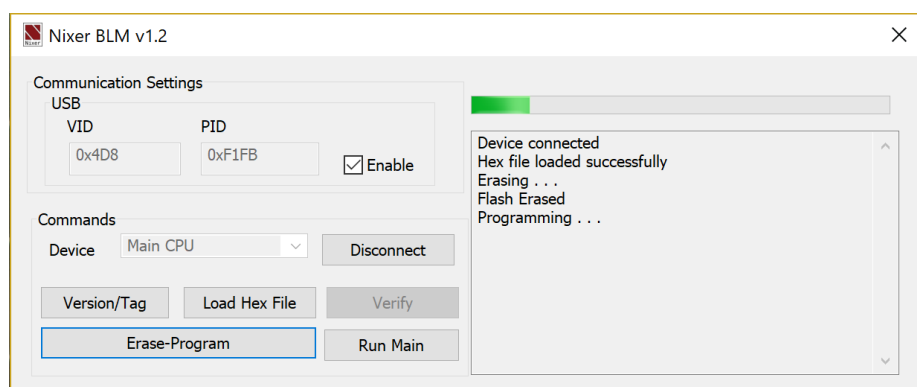 Nixer BLM v1.2
Communication Settings
USB
VID
PID
0x4D8
0xF1FB
Enable
Commands
Device
Main CPU
Disconnect
Version/Tag
Load Hex File
Verify
Erase-Program
Run Main
Device connected
Hex file loaded successfully
Erasing . . .
Flash Erased
Programming . . .